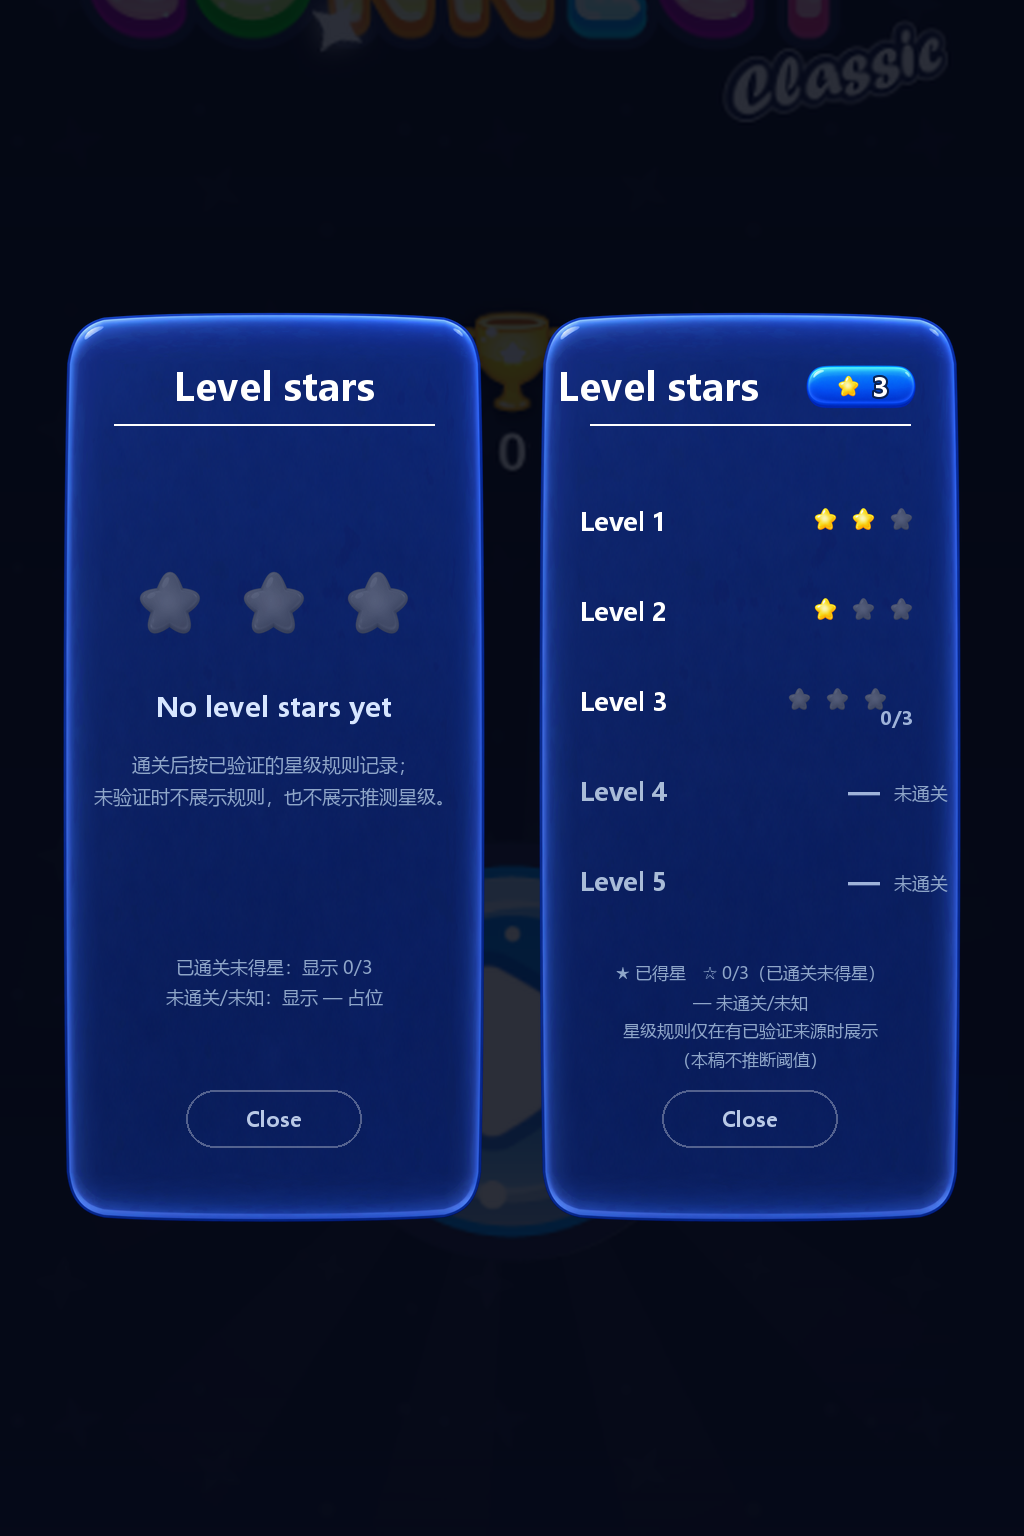 CONNECT
Classic
0
Level stars
No level stars yet
通关后按已验证的星级规则记录；
未验证时不展示规则，也不展示推测星级。
已通关未得星：显示 0/3
未通关/未知：显示 — 占位
Close
Level stars
3
Level 1
Level 2
Level 3
0/3
Level 4 — 未通关
Level 5 — 未通关
★ 已得星 ☆ 0/3（已通关未得星）
— 未通关/未知
星级规则仅在有已验证来源时展示
（本稿不推断阈值）
Close